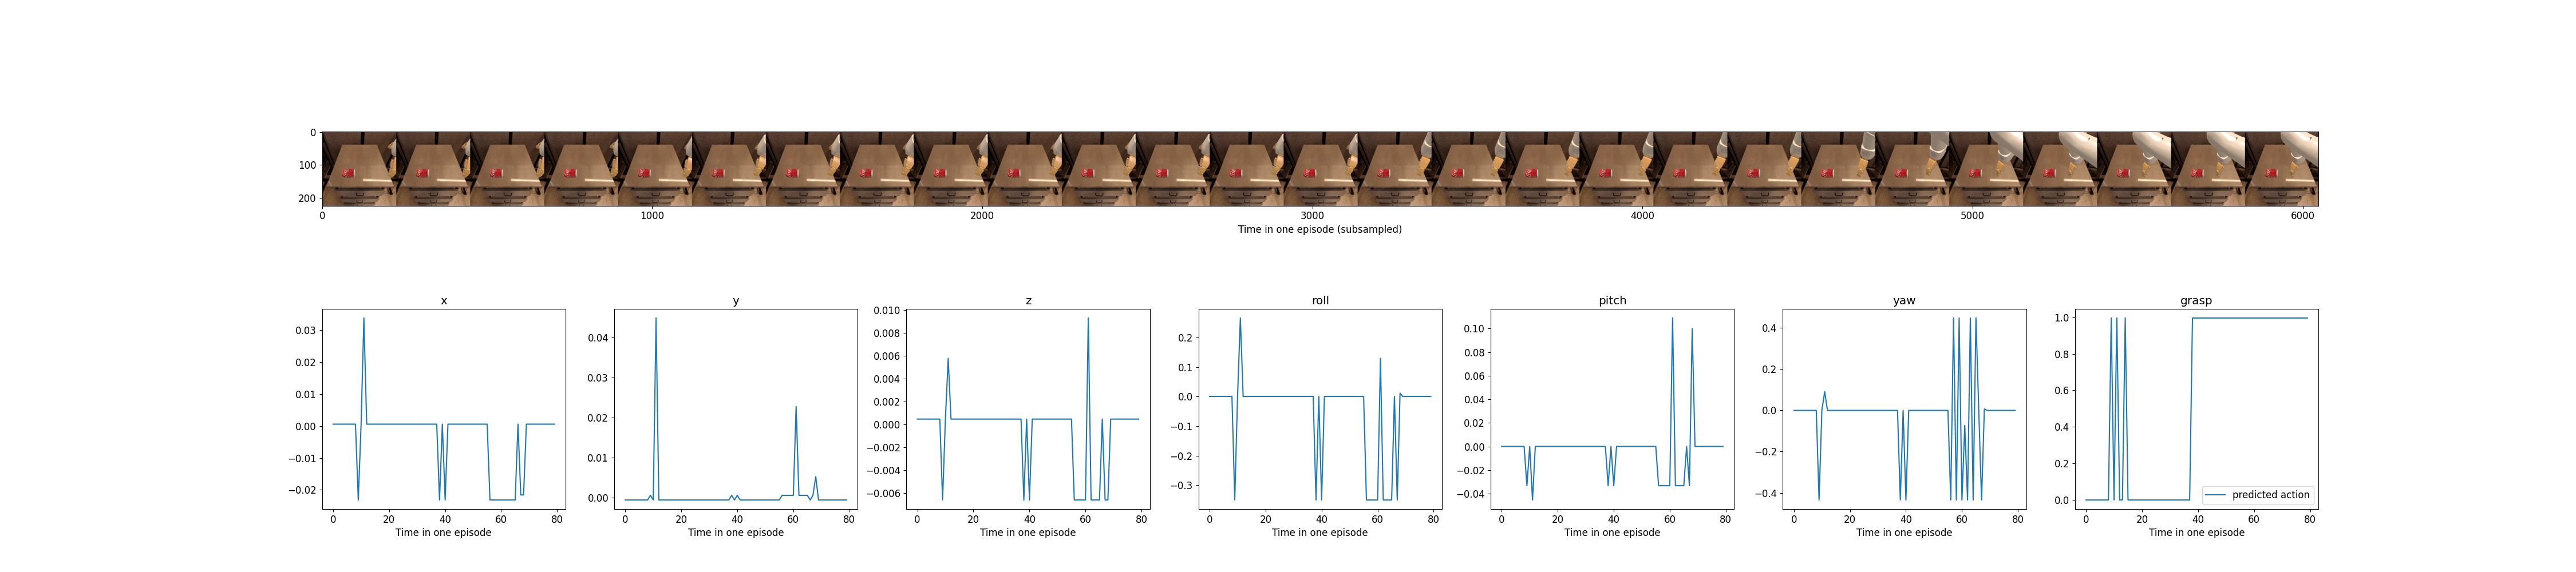 0
100
200
0 1000 2000 3000 4000 5000 6000
Time in one episode (subsampled)
x
0.03
0.02
0.01
0.00
−0.01
−0.02
0 20 40 60 80
Time in one episode
y
0.04
0.03
0.02
0.01
0.00
0 20 40 60 80
Time in one episode
z
0.010
0.008
0.006
0.004
0.002
0.000
−0.002
−0.004
−0.006
0 20 40 60 80
Time in one episode
roll
0.2
0.1
0.0
−0.1
−0.2
−0.3
0 20 40 60 80
Time in one episode
pitch
0.10
0.08
0.06
0.04
0.02
0.00
−0.02
−0.04
0 20 40 60 80
Time in one episode
yaw
0.4
0.2
0.0
−0.2
−0.4
0 20 40 60 80
Time in one episode
grasp
1.0
0.8
0.6
0.4
0.2
0.0
predicted action
0 20 40 60 80
Time in one episode